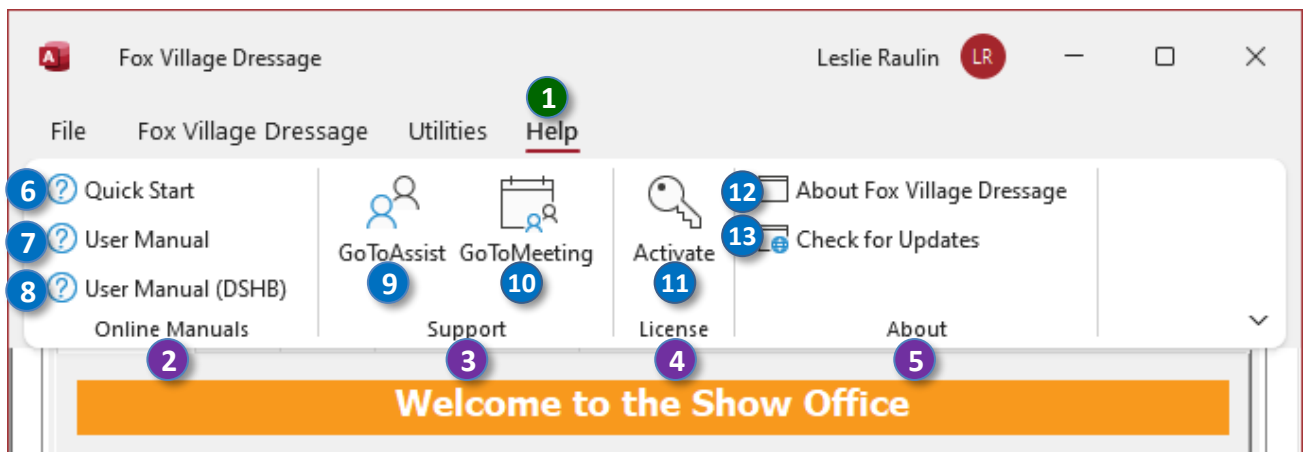 A Fox Village Dressage Leslie Raulin LR
1
File Fox Village Dressage Utilities Help
6 ? Quick Start
7 ? User Manual
8 ? User Manual (DSHB)
Online Manuals
2
GoToAssist GoToMeeting
9 10
Support
3
Activate
11
License
4
12 About Fox Village Dressage
13 Check for Updates
About
5
Welcome to the Show Office